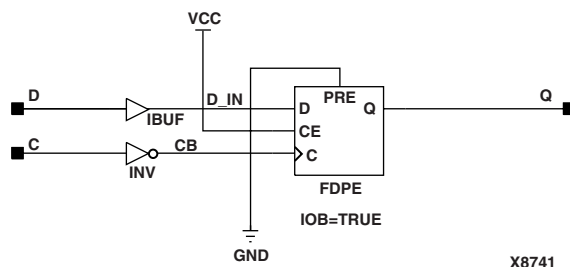 VCC
D
IBUF
D_IN
PRE
D
Q
Q
CE
C
INV
CB
C
FDPE
IOB=TRUE
GND
X8741